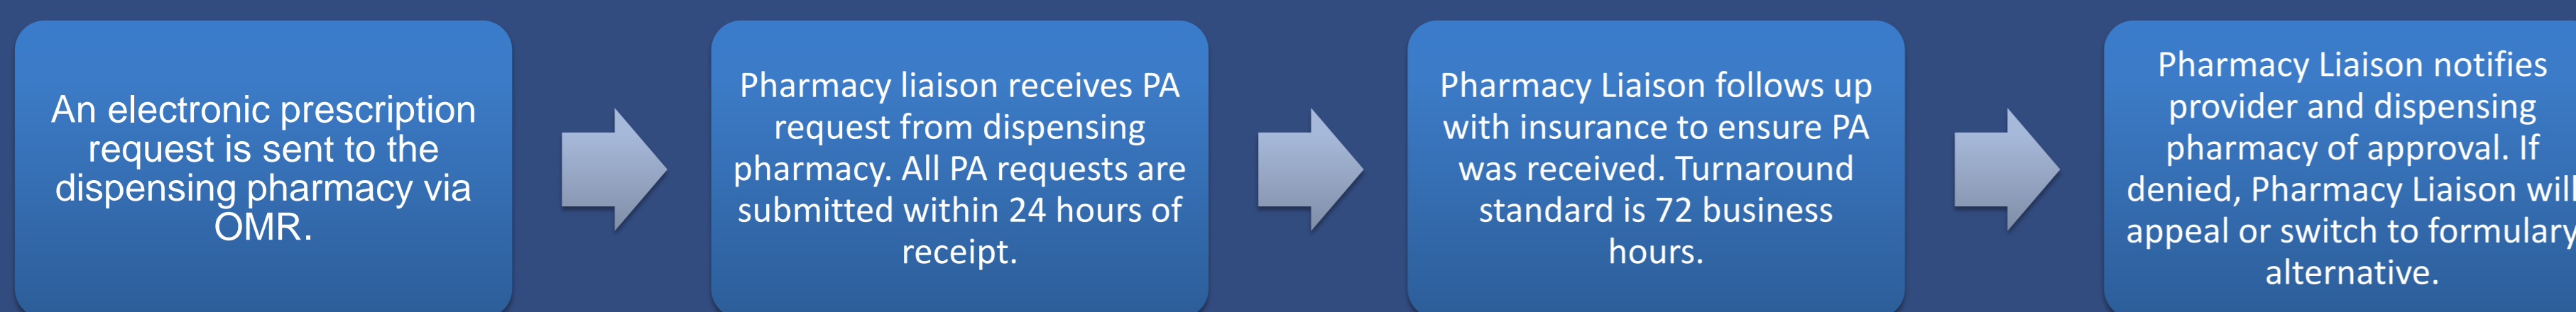 An electronic prescription
request is sent to the
dispensing pharmacy via
OMR.
Pharmacy liaison receives PA
request from dispensing
pharmacy. All PA requests are
submitted within 24 hours of
receipt.
Pharmacy Liaison follows up
with insurance to ensure PA
was received. Turnaround
standard is 72 business
hours.
Pharmacy Liaison notifies
provider and dispensing
pharmacy of approval. If
denied, Pharmacy Liaison will
appeal or switch to formulary
alternative.